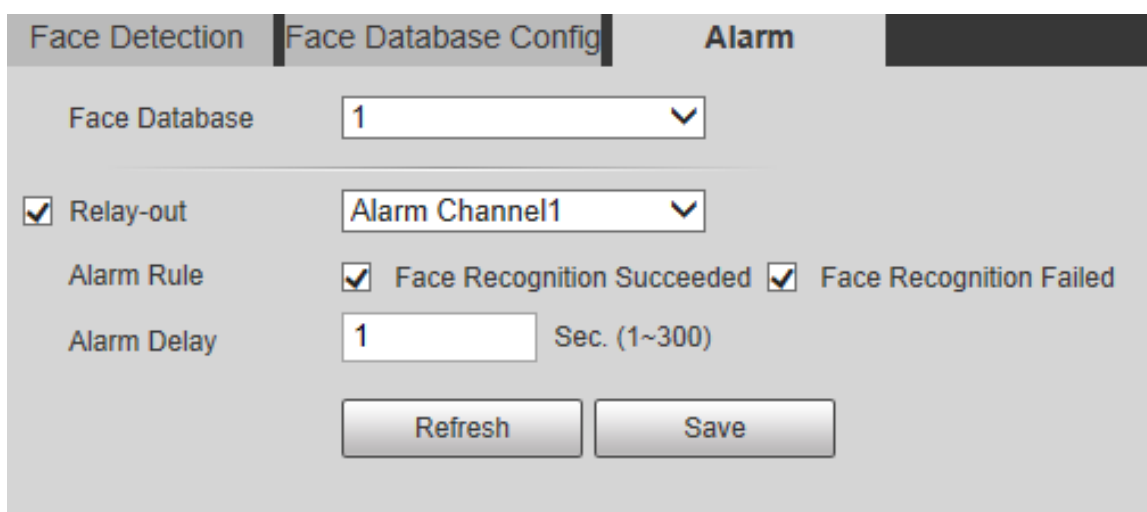 Face Detection Face Database Config Alarm
Face Database 1
Relay-out Alarm Channel1
Alarm Rule Face Recognition Succeeded Face Recognition Failed
Alarm Delay 1 Sec. (1~300)
Refresh Save